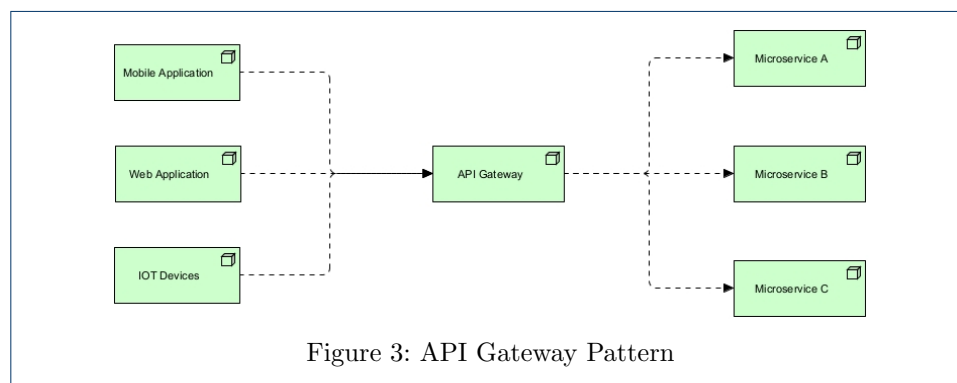 Mobile Application
Web Application
IOT Devices
API Gateway
Microservice A
Microservice B
Microservice C
Figure 3: API Gateway Pattern